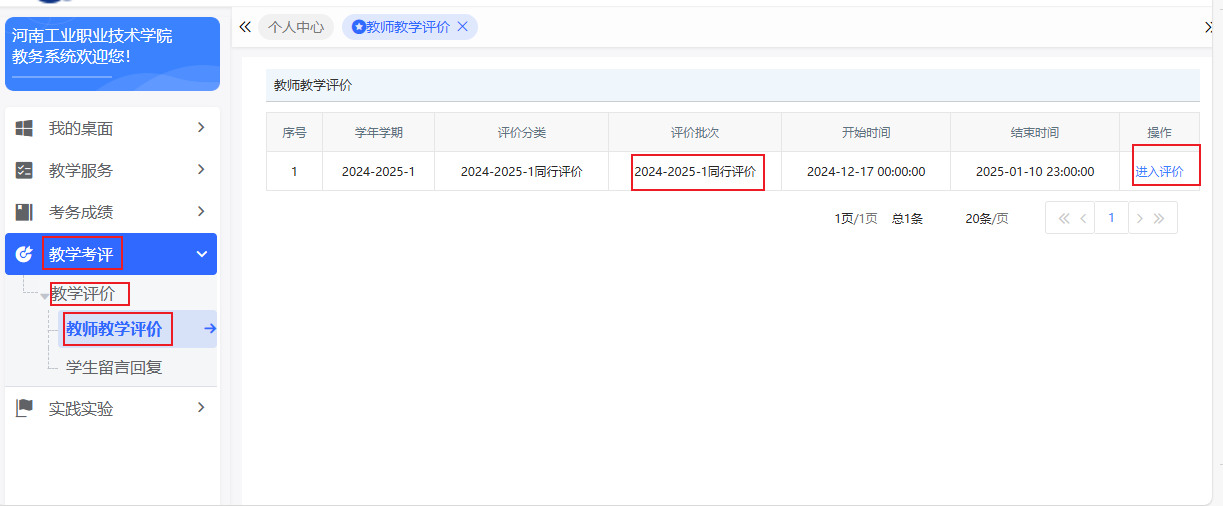 河南工业职业技术学院
教务系统欢迎您！
我的桌面
教学服务
考务成绩
教学考评
教学评价
教师教学评价
学生留言回复
实践实验
个人中心 教师教学评价
教师教学评价
序号 学年学期 评价分类 评价批次 开始时间 结束时间 操作
1 2024-2025-1 2024-2025-1同行评价 2024-2025-1同行评价 2024-12-17 00:00:00 2025-01-10 23:00:00 进入评价
1页/1页 总1条 20条/页 1